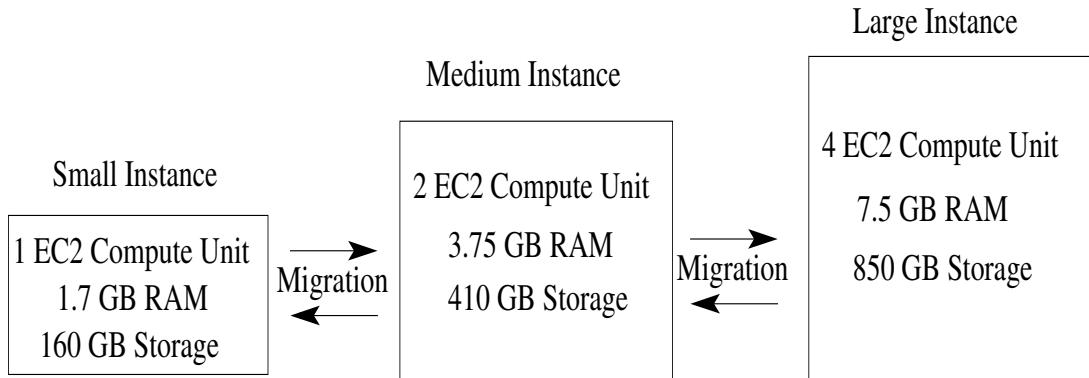 Small Instance
1 EC2 Compute Unit
1.7 GB RAM
160 GB Storage
Migration
Medium Instance
2 EC2 Compute Unit
3.75 GB RAM
410 GB Storage
Migration
Large Instance
4 EC2 Compute Unit
7.5 GB RAM
850 GB Storage